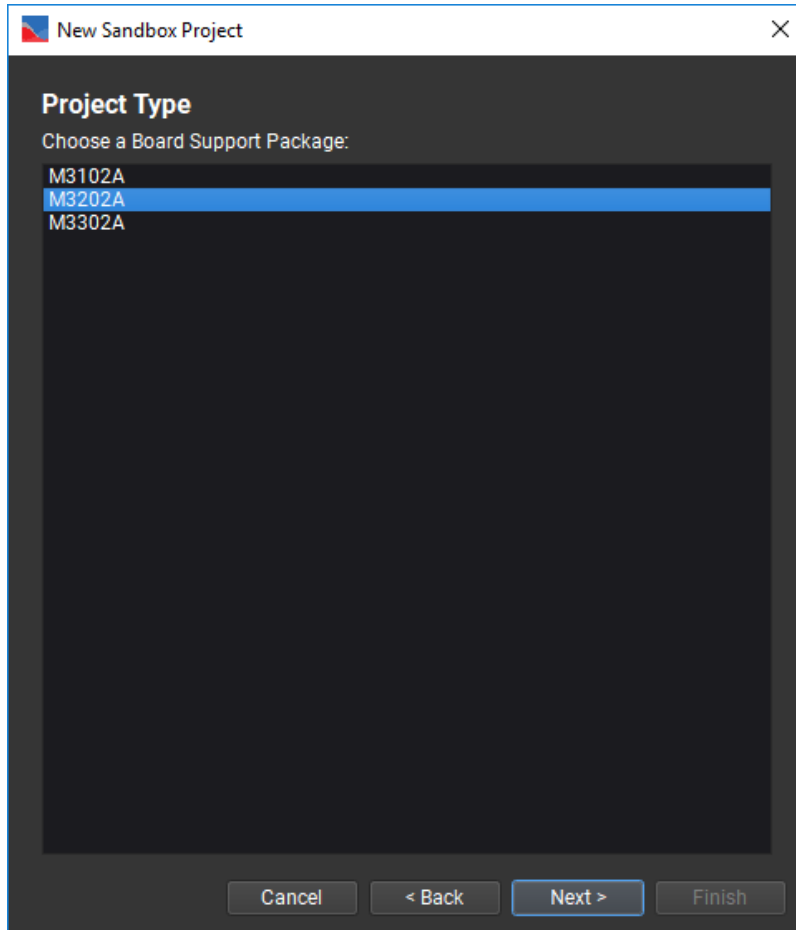 New Sandbox Project
Project Type
Choose a Board Support Package:
M3102A
M3202A
M3302A
Cancel < Back Next > Finish